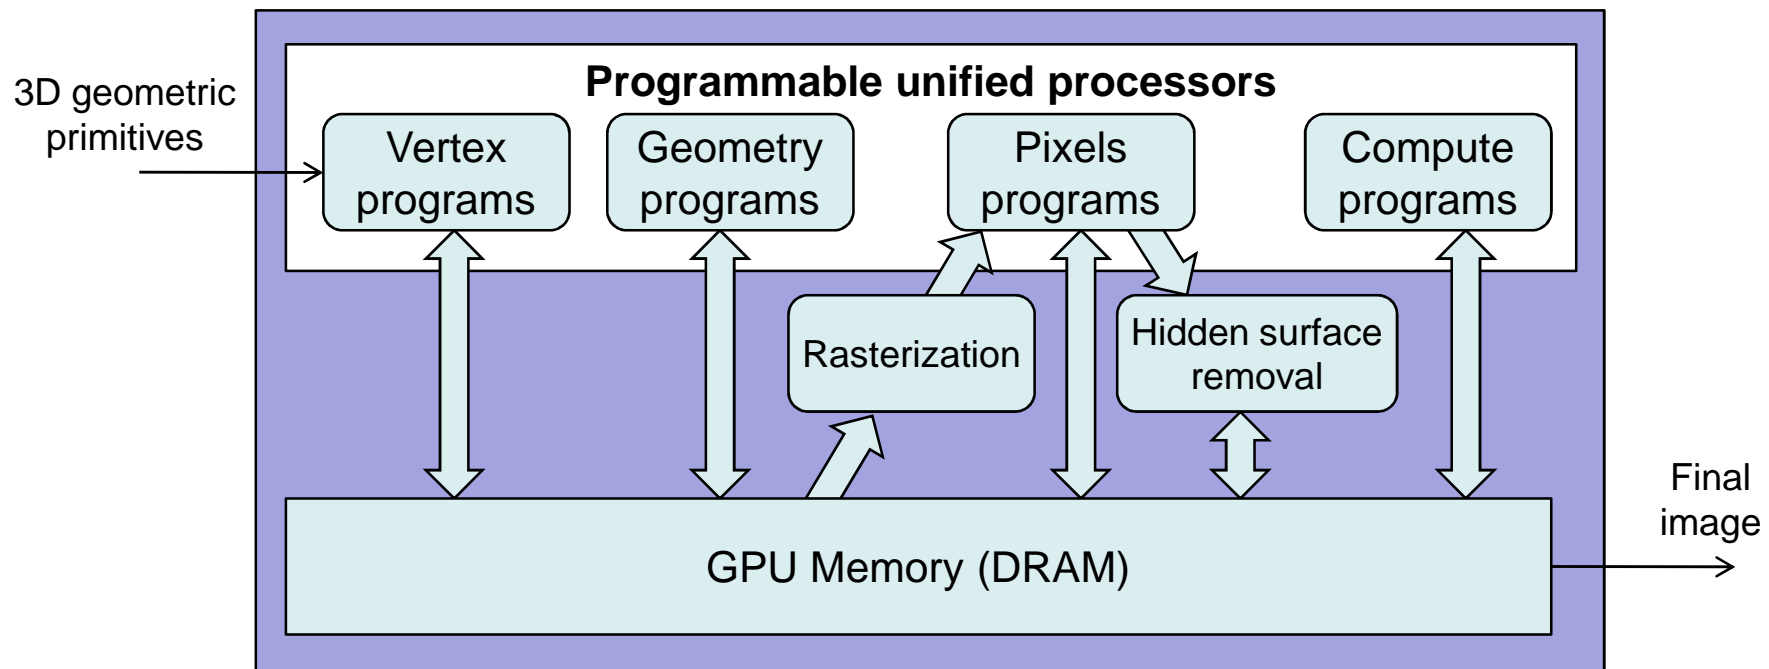 Programmable unified processors
3D geometric
primitives
Vertex
programs
Geometry
programs
Pixels
programs
Compute
programs
Rasterization
Hidden surface
removal
GPU Memory (DRAM)
Final
image